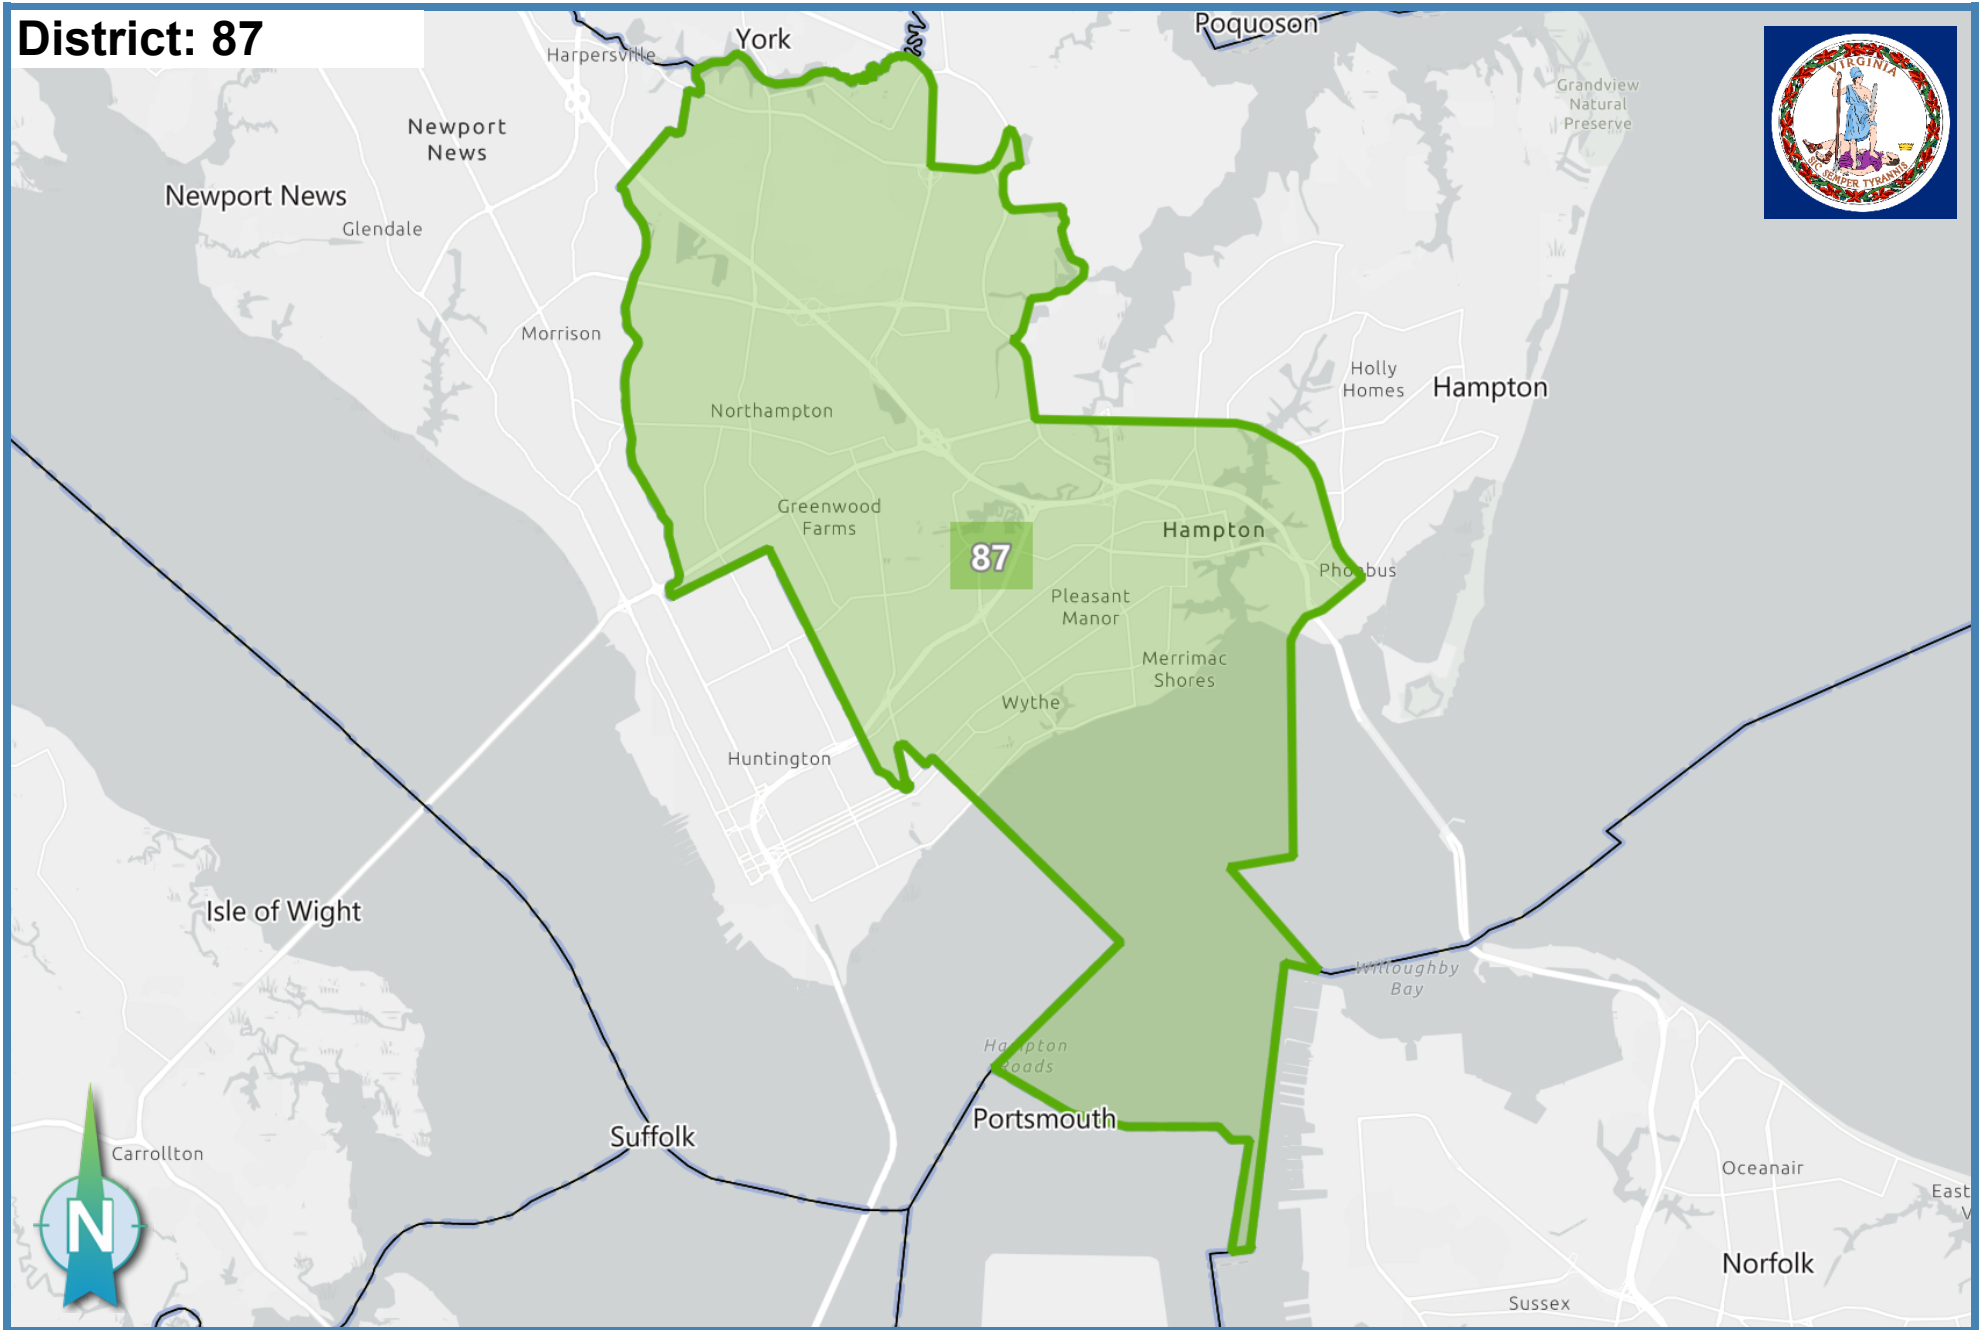 District: 87
York
Poquoson
Harpersville
Grandview
Natural
Preserve
VIRGINIA
SIC SEMPER TYRANNIS
Newport
News
Newport News
Glendale
Morrison
Holly
Homes
Hampton
Northampton
Greenwood
Farms
Hampton
87
Phoebus
Pleasant
Manor
Merrimac
Shores
Wythe
Huntington
Isle of Wight
Willoughby
Bay
Hampton
Roads
Portsmouth
Suffolk
Carrollton
Oceanair
East
V
N
Norfolk
Sussex